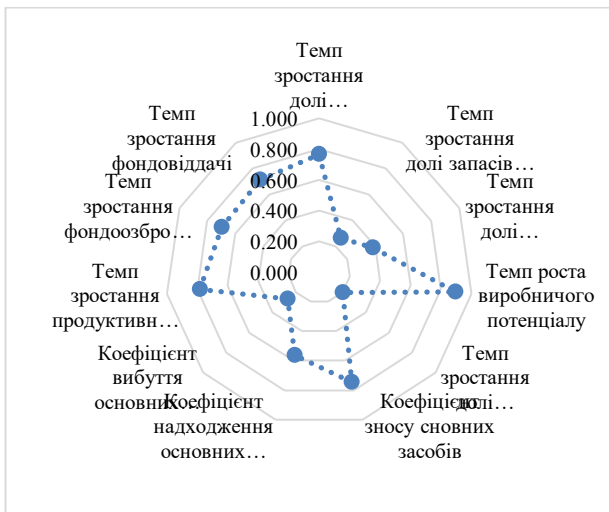 Темп
зростання
долі…
Темп
зростання
долі запасів…
Темп
зростання
долі…
Темп роста
виробничого
потенціалу
Темп
зростання
долі…
Коефіцієнт
зносу сновних
засобів
Коефіцієнт
надходження
основних…
Коефіцієнт
вибуття
основних…
Темп
зростання
продуктивн…
Темп
зростання
фондоозбро…
Темп
зростання
фондовіддачі
1.000
0.800
0.600
0.400
0.200
0.000